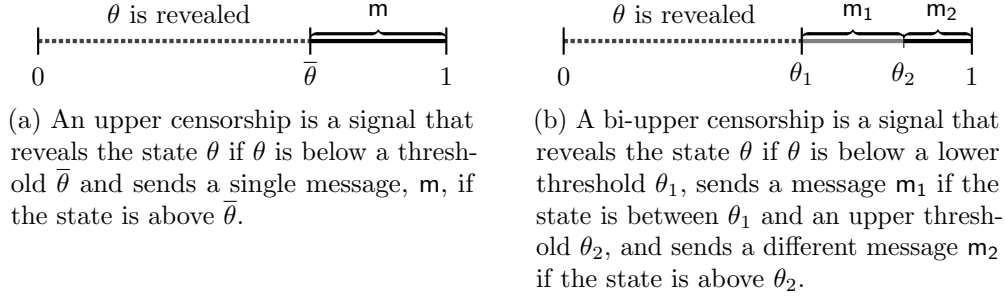 θ is revealed
m
0
θ̅
1
(a) An upper censorship is a signal that
reveals the state θ if θ is below a thresh-
old θ̅ and sends a single message, m, if
the state is above θ̅.
θ is revealed
m₁
m₂
0
θ₁
θ₂
1
(b) A bi-upper censorship is a signal that
reveals the state θ if θ is below a lower
threshold θ₁, sends a message m₁ if the
state is between θ₁ and an upper thresh-
old θ₂, and sends a different message m₂
if the state is above θ₂.